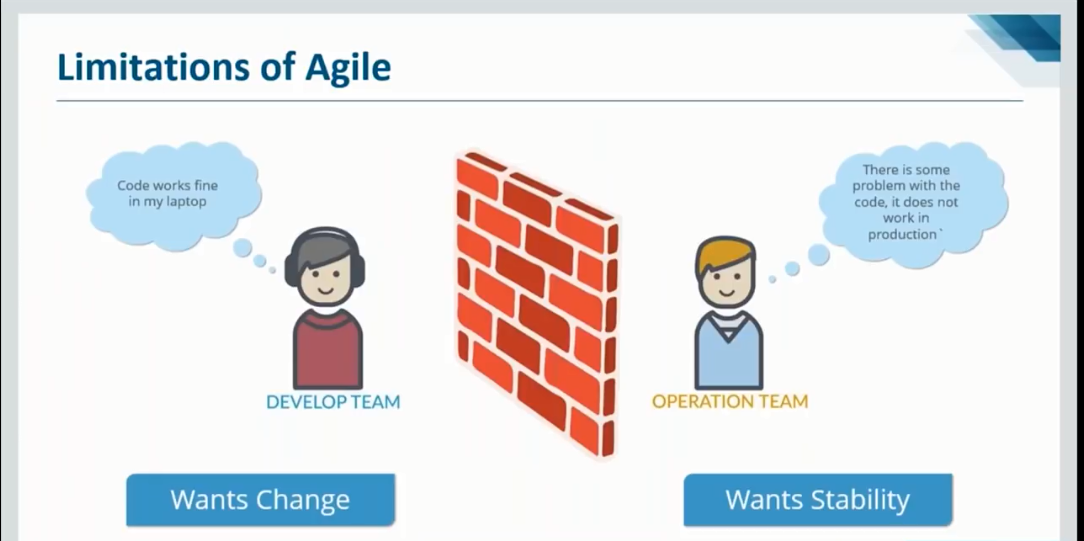 Limitations of Agile
Code works fine
in my laptop
There is some
problem with the
code, it does not
work in
production`
DEVELOP TEAM
OPERATION TEAM
Wants Change
Wants Stability